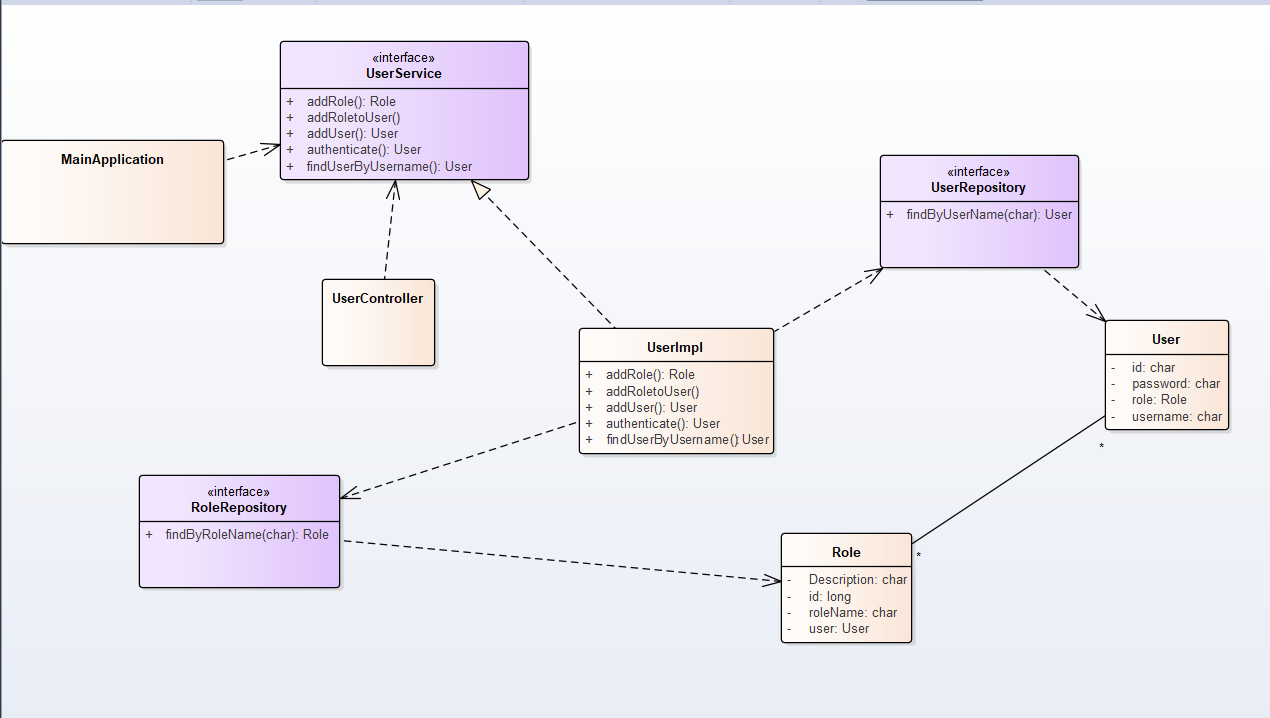 «interface»
UserService
+ addRole(): Role
+ addRoletoUser()
+ addUser(): User
+ authenticate(): User
+ findUserByUsername(): User
MainApplication
«interface»
UserRepository
+ findByUserName(char): User
UserController
UserImpl
+ addRole(): Role
+ addRoletoUser()
+ addUser(): User
+ authenticate(): User
+ findUserByUsername(): User
User
- id: char
- password: char
- role: Role
- username: char
*
«interface»
RoleRepository
+ findByRoleName(char): Role
Role
*
- Description: char
- id: long
- roleName: char
- user: User